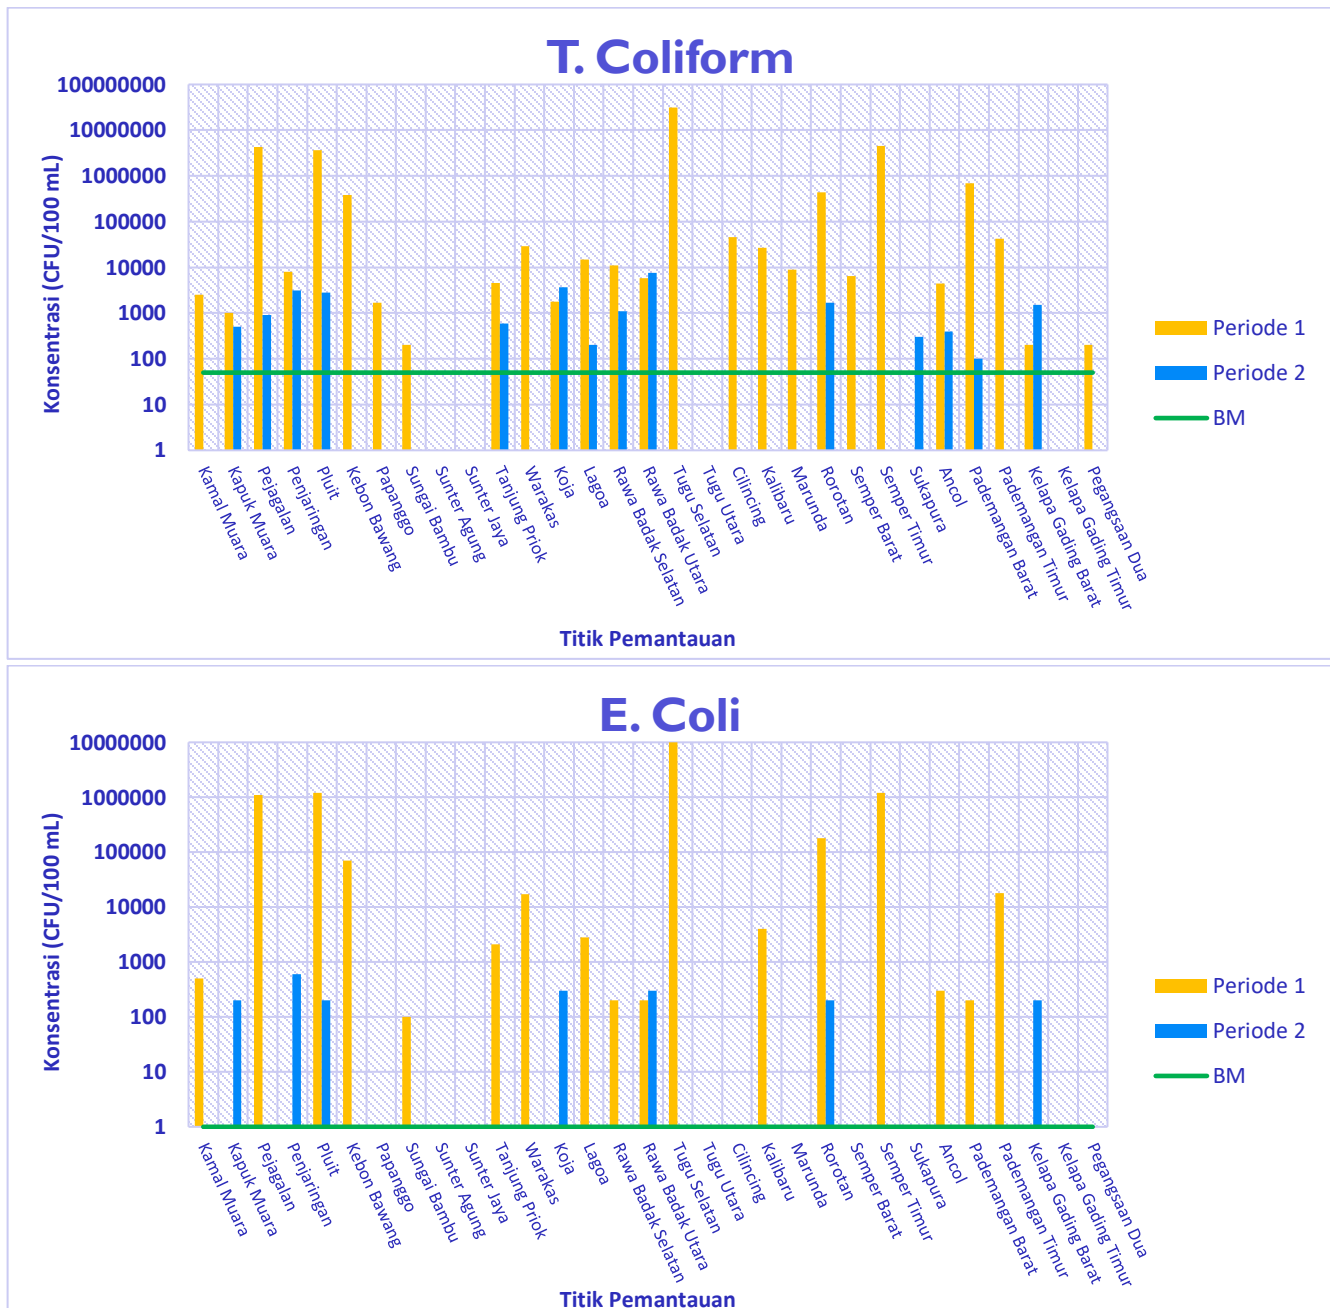 T. Coliform
Konsentrasi (CFU/100 mL)
100000000
10000000
1000000
100000
10000
1000
100
10
1
Kamal Muara
Kapuk Muara
Pejagalan
Penjaringan
Pluit
Kebon Bawang
Papanggo
Sungai Bambu
Sunter Agung
Sunter Jaya
Tanjung Priok
Warakas
Koja
Lagoa
Rawa Badak Selatan
Rawa Badak Utara
Tugu Selatan
Tugu Utara
Cilincing
Kalibaru
Marunda
Rorotan
Semper Barat
Semper Timur
Sukapura
Ancol
Pademangan Barat
Pademangan Timur
Kelapa Gading Barat
Kelapa Gading Timur
Pegangsaan Dua
Titik Pemantauan
Periode 1
Periode 2
BM
E. Coli
Konsentrasi (CFU/100 mL)
10000000
1000000
100000
10000
1000
100
10
1
Kamal Muara
Kapuk Muara
Pejagalan
Penjaringan
Pluit
Kebon Bawang
Papanggo
Sungai Bambu
Sunter Agung
Sunter Jaya
Tanjung Priok
Warakas
Koja
Lagoa
Rawa Badak Selatan
Rawa Badak Utara
Tugu Selatan
Tugu Utara
Cilincing
Kalibaru
Marunda
Rorotan
Semper Barat
Semper Timur
Sukapura
Ancol
Pademangan Barat
Pademangan Timur
Kelapa Gading Barat
Kelapa Gading Timur
Pegangsaan Dua
Titik Pemantauan
Periode 1
Periode 2
BM